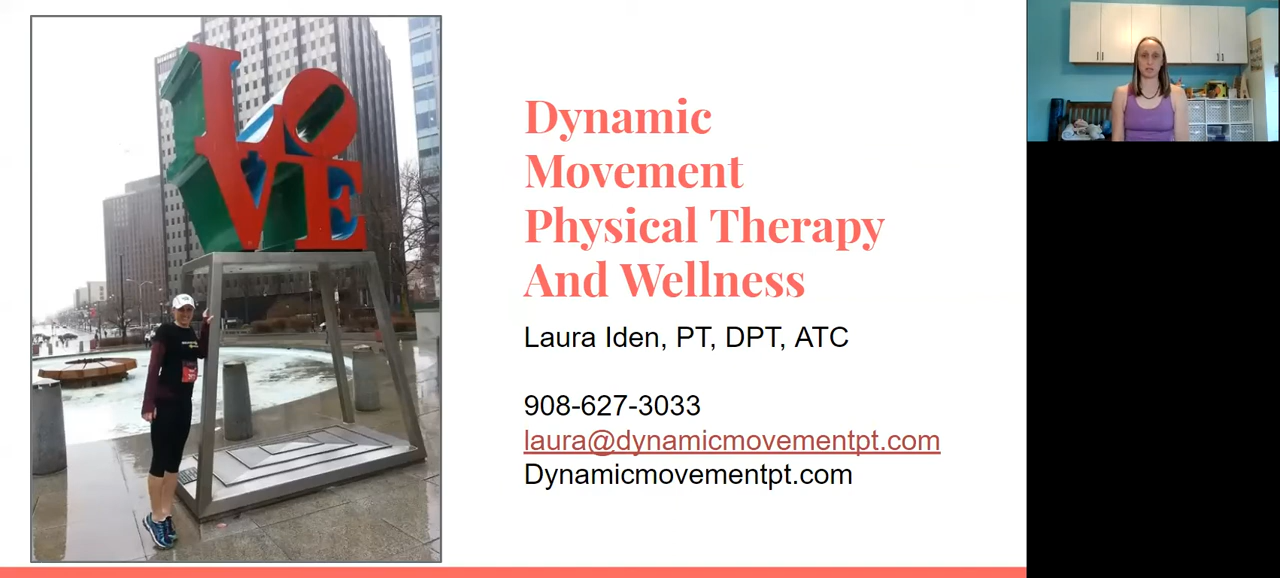 LOVE
Dynamic
Movement
Physical Therapy
And Wellness
Laura Iden, PT, DPT, ATC
908-627-3033
laura@dynamicmovementpt.com
Dynamicmovementpt.com